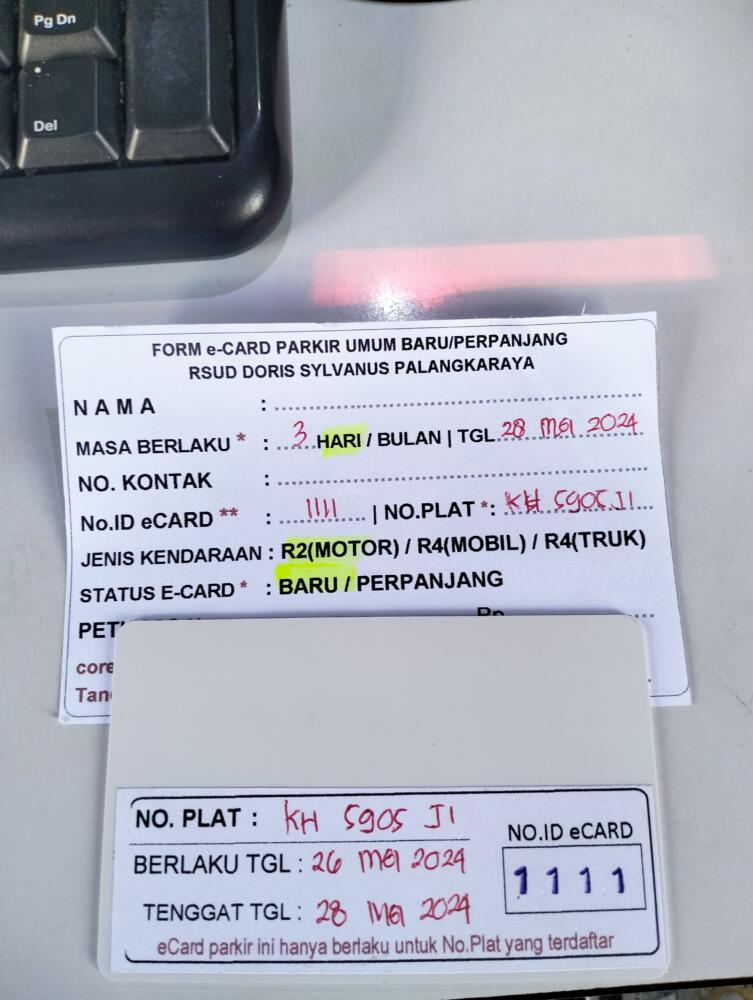 Pg Dn
Del
FORM e-CARD PARKIR UMUM BARU/PERPANJANG
RSUD DORIS SYLVANUS PALANGKARAYA
N A M A :
MASA BERLAKU * : 3 HARI / BULAN | TGL 28 MEI 2024
NO. KONTAK :
No.ID eCARD ** : 1111 | NO.PLAT *: KH 5905 JI
JENIS KENDARAAN : R2(MOTOR) / R4(MOBIL) / R4(TRUK)
STATUS E-CARD * : BARU / PERPANJANG
NO. PLAT : KH 5905 JI
NO.ID eCARD
BERLAKU TGL : 26 MEI 2024
1111
TENGGAT TGL : 28 MEI 2024
eCard parkir ini hanya berlaku untuk No.Plat yang terdaftar